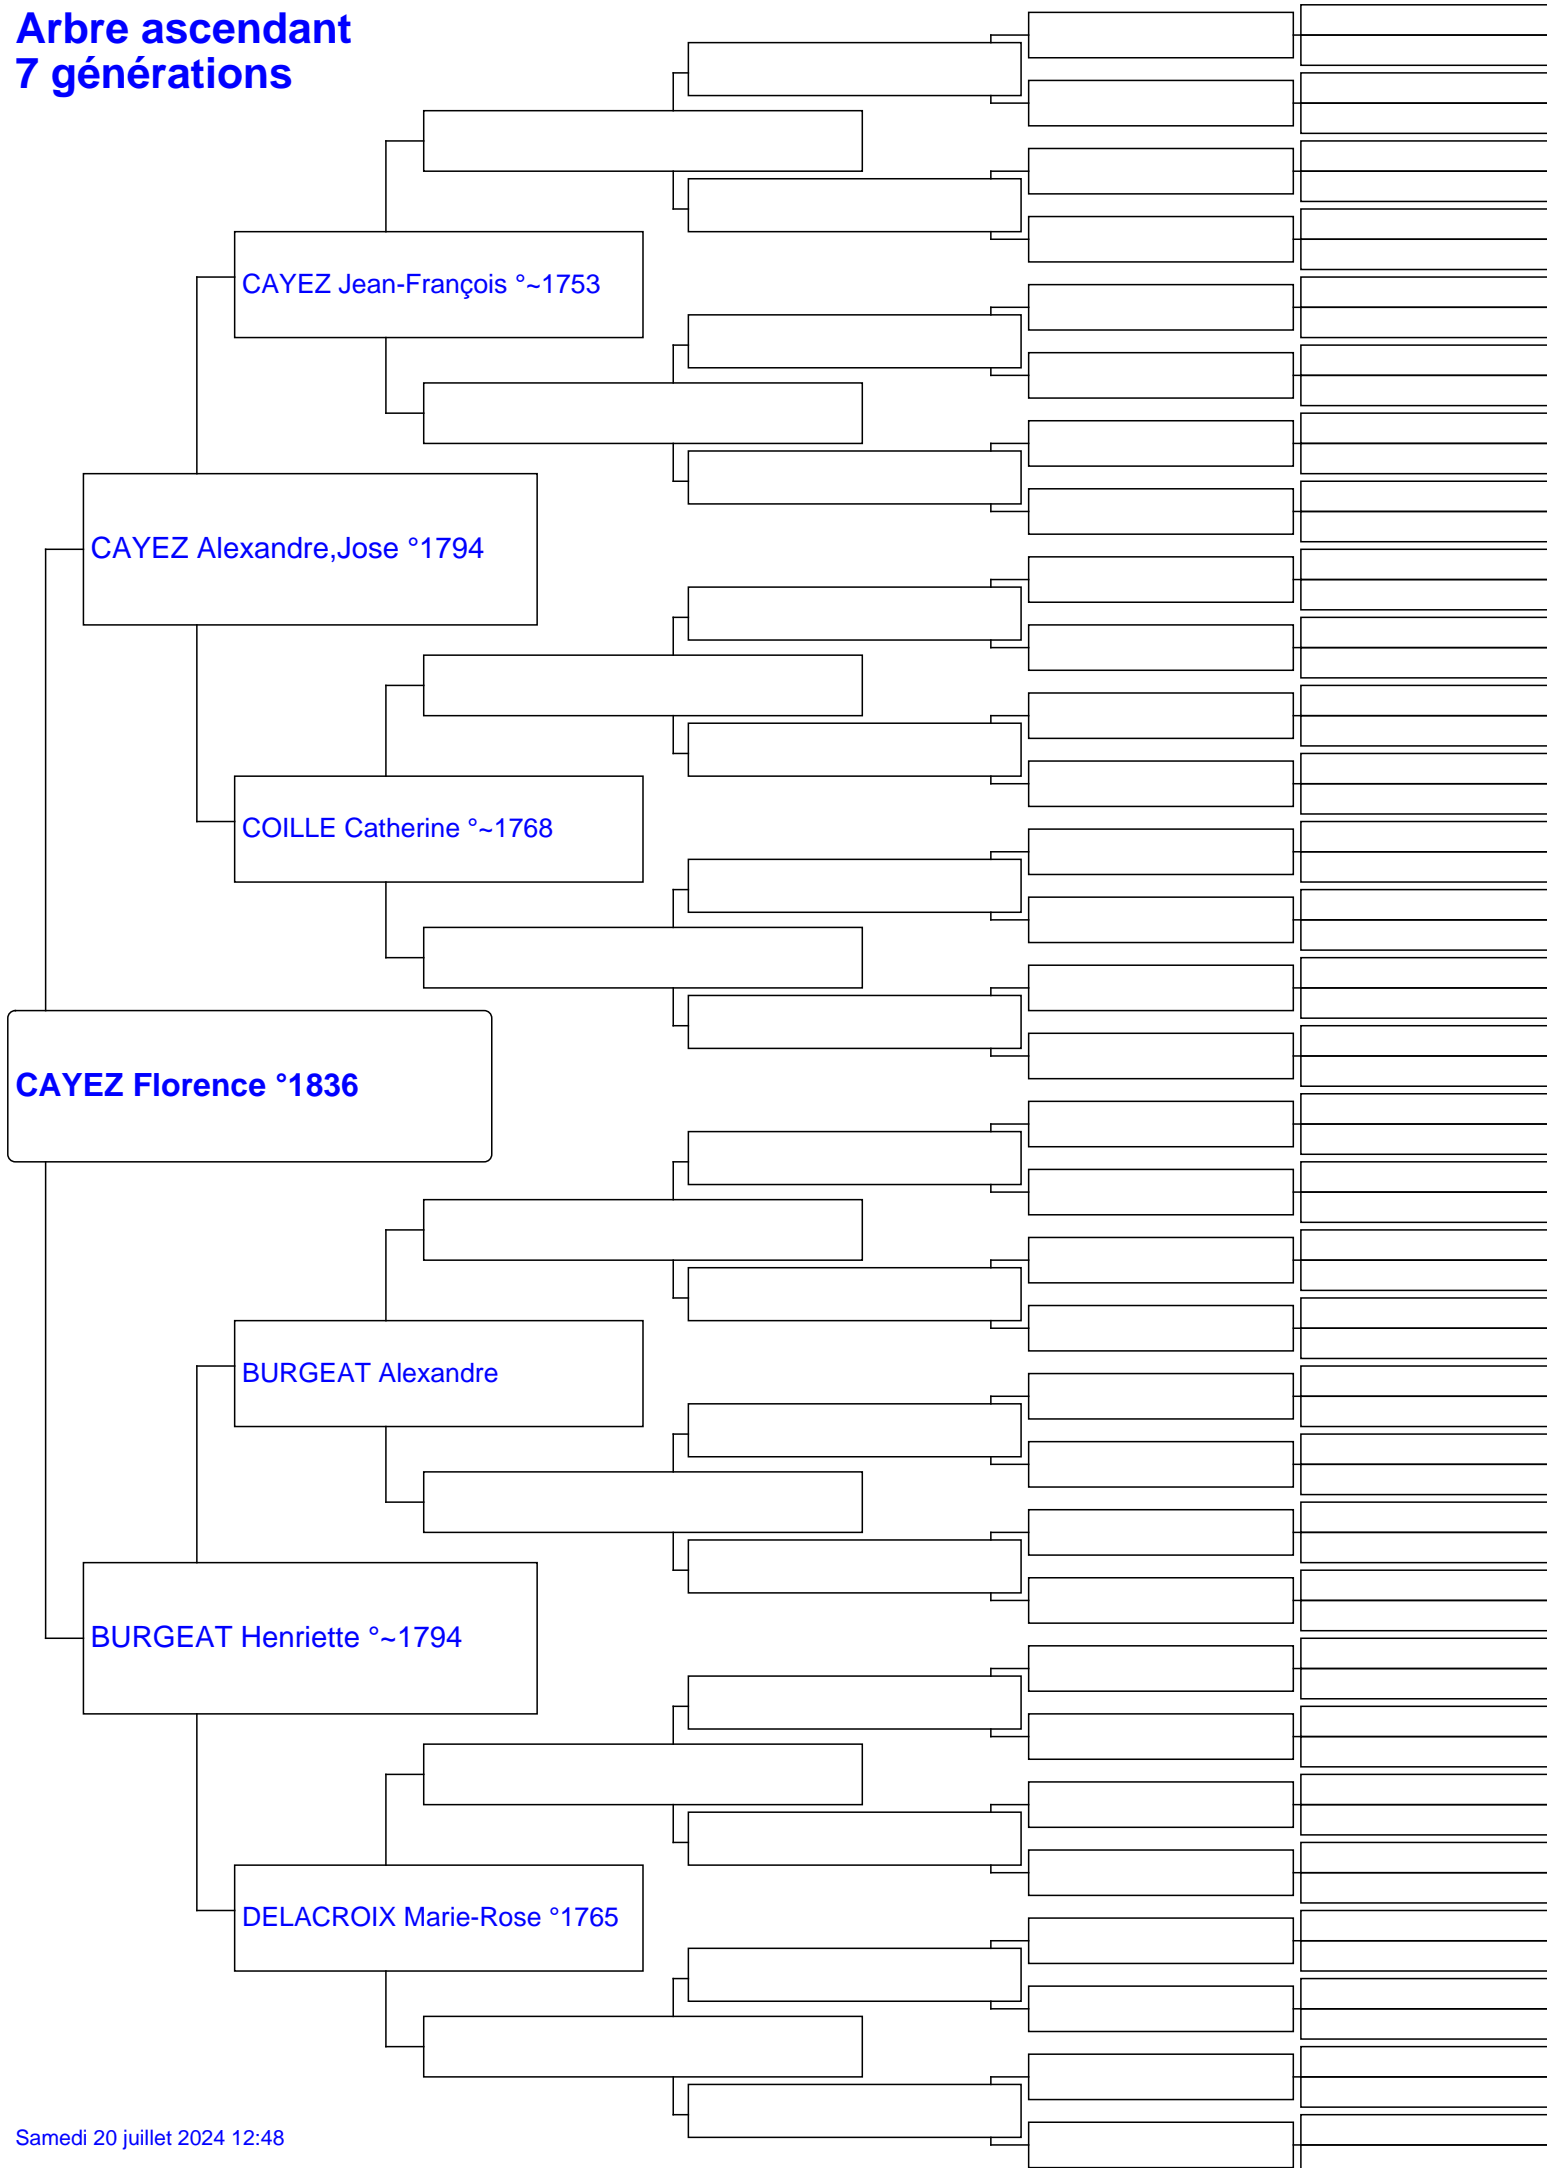 Arbre ascendant
7 générations
CAYEZ Jean-François °~1753
CAYEZ Alexandre,Jose °1794
COILLE Catherine °~1768
CAYEZ Florence °1836
BURGEAT Alexandre
BURGEAT Henriette °~1794
DELACROIX Marie-Rose °1765
Samedi 20 juillet 2024 12:48